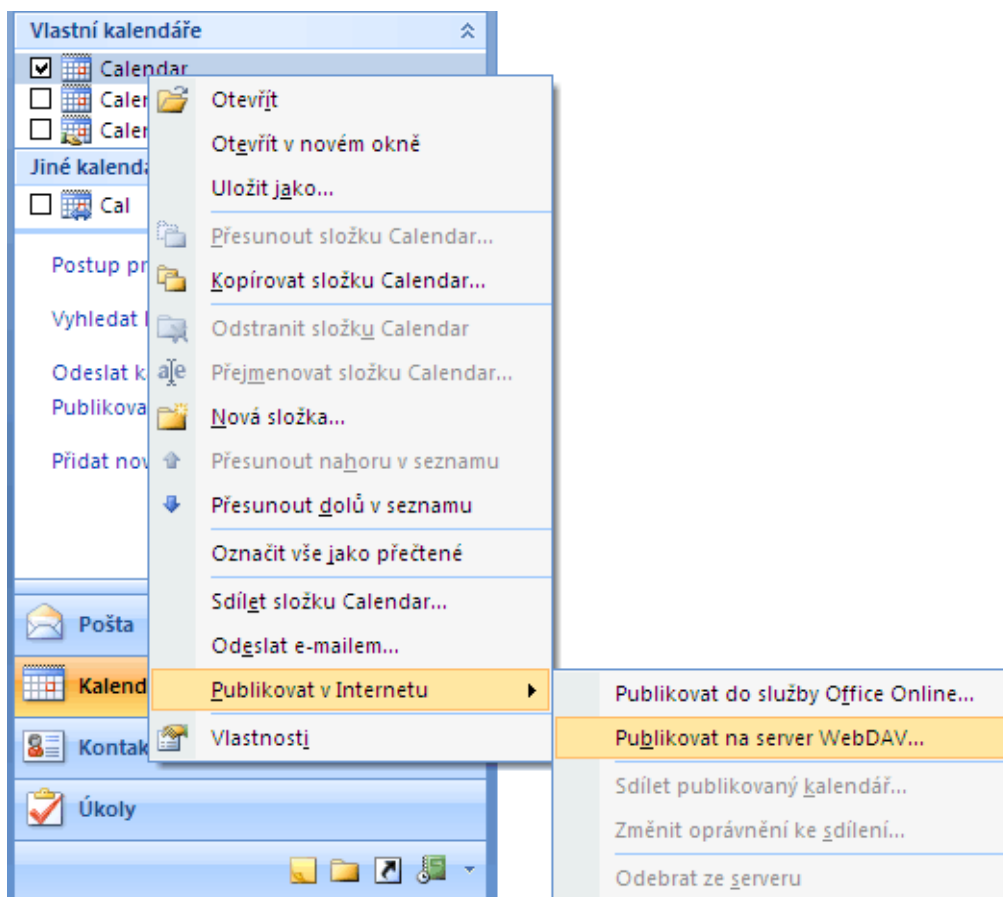 Vlastní kalendáře
Calendar
Calen
Calen
Jiné kalenda
Cal
Postup pr
Vyhledat
Odeslat k
Publikova
Přidat nov
Pošta
Kalend
Kontak
Úkoly
Otevřít
Otevřít v novém okně
Uložit jako...
Přesunout složku Calendar...
Kopírovat složku Calendar...
Odstranit složku Calendar
Přejmenovat složku Calendar...
Nová složka...
Přesunout nahoru v seznamu
Přesunout dolů v seznamu
Označit vše jako přečtené
Sdílet složku Calendar...
Odeslat e-mailem...
Publikovat v Internetu
Vlastnosti
Publikovat do služby Office Online...
Publikovat na server WebDAV...
Sdílet publikovaný kalendář...
Změnit oprávnění ke sdílení...
Odebrat ze serveru